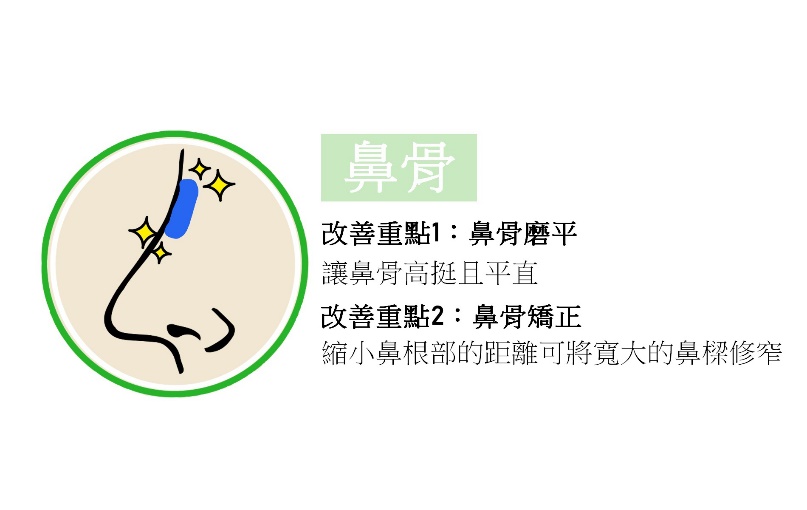 鼻骨
改善重點1：鼻骨磨平
讓鼻骨高挺且平直
改善重點2：鼻骨矯正
縮小鼻根部的距離可將寬大的鼻樑修窄